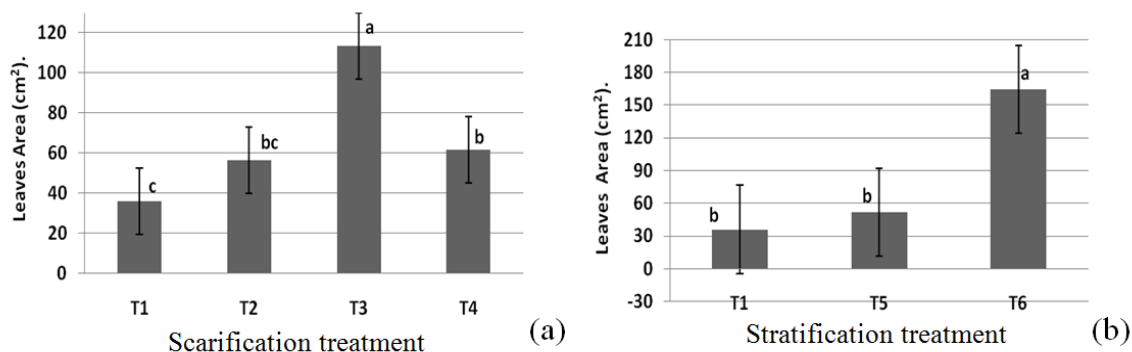 Leaves Area (cm²).
120
100
80
60
40
20
0
c
bc
a
b
T1 T2 T3 T4
Scarification treatment
(a)
Leaves Area (cm²).
210
180
150
120
90
60
30
0
-30
b
b
a
T1 T5 T6
Stratification treatment
(b)